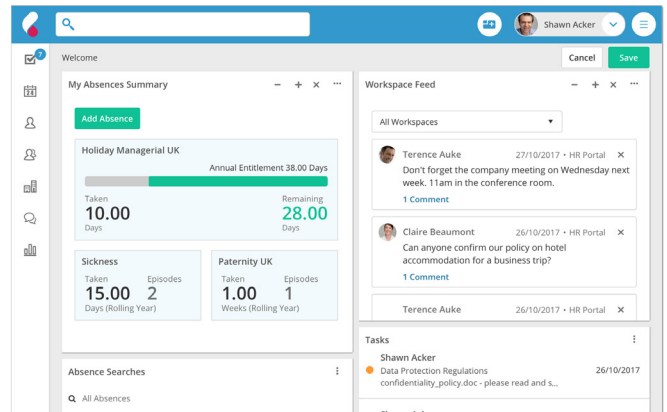 Shawn Acker
7
Welcome
Cancel
Save
My Absences Summary
Add Absence
Holiday Managerial UK
Annual Entitlement 38.00 Days
Taken
Remaining
10.00
28.00
Days
Days
Sickness
Taken Episodes
15.00 2
Days (Rolling Year)
Paternity UK
Taken Episodes
1.00 1
Weeks (Rolling Year)
Absence Searches
All Absences
Workspace Feed
All Workspaces
Terence Auke 27/10/2017 • HR Portal
Don't forget the company meeting on Wednesday next
week. 11am in the conference room.
1 Comment
Claire Beaumont 26/10/2017 • HR Portal
Can anyone confirm our policy on hotel
accommodation for a business trip?
1 Comment
Terence Auke 26/10/2017 • HR Portal
Tasks
Shawn Acker
Data Protection Regulations 26/10/2017
confidentiality_policy.doc - please read and s...